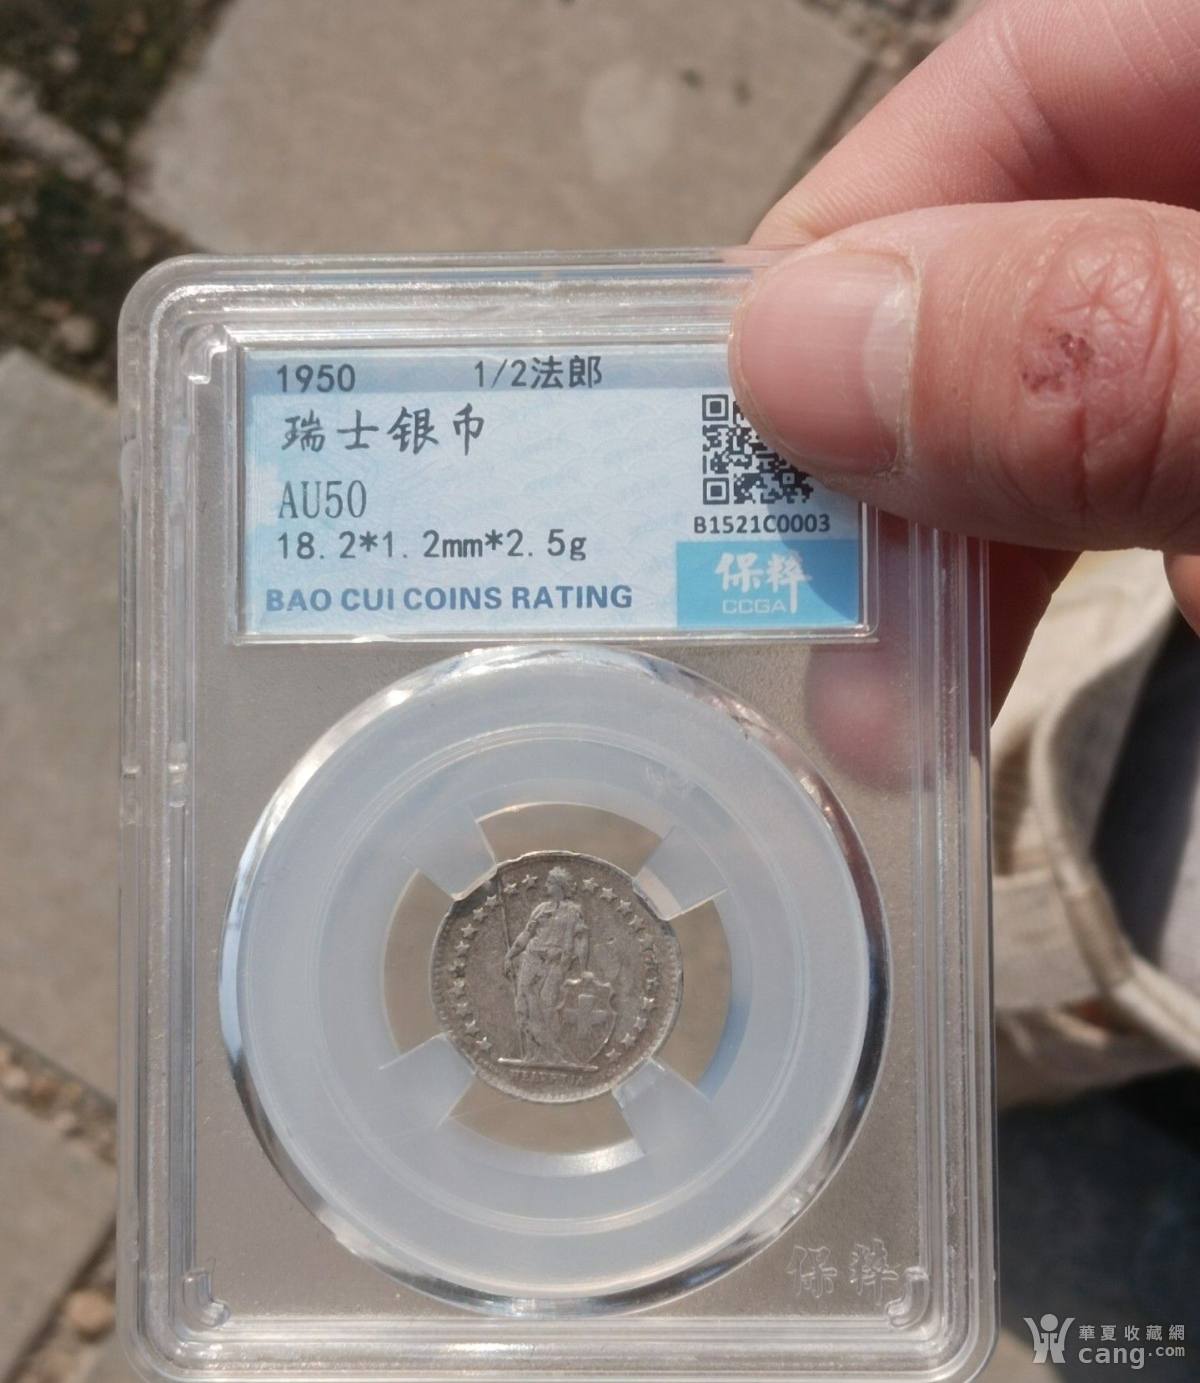 1950 1/2法郎
瑞士银币
AU50
18.2*1.2mm*2.5g
B1521C0003
BAO CUI COINS RATING
保粹
CCGA
HELVETIA
保粹
華夏收藏網
cang.com